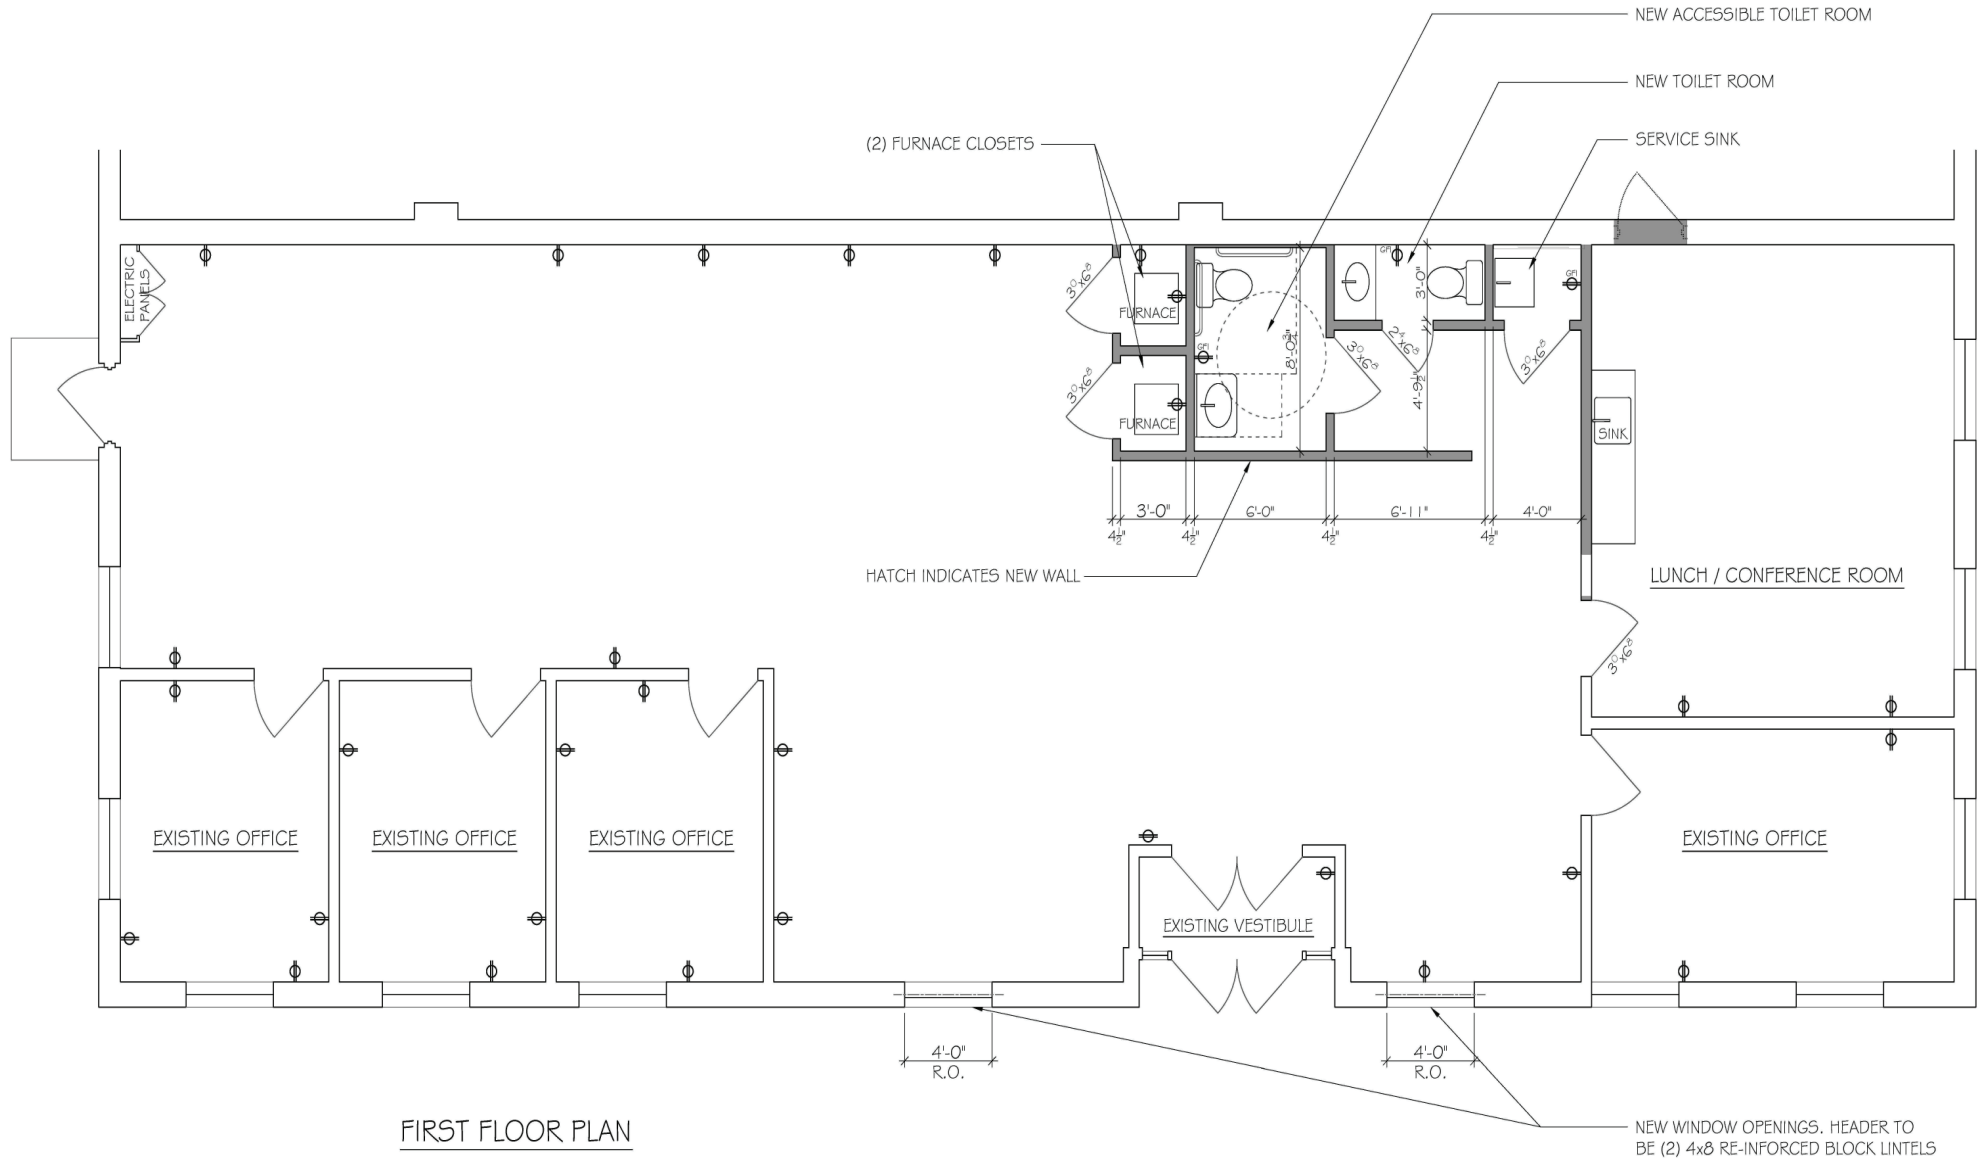 NEW ACCESSIBLE TOILET ROOM
NEW TOILET ROOM
SERVICE SINK
(2) FURNACE CLOSETS
ELECTRIC
PANELS
3⁰x6⁸
FURNACE
3⁰x6⁸
FURNACE
GFI
8'-0¾"
3⁰x6⁸
GFI
3'-0"
2⁴x6⁸
4'-9½"
GFI
3⁰x6⁸
SINK
3'-0"
6'-0"
6'-11"
4'-0"
4½"
4½"
4½"
4½"
HATCH INDICATES NEW WALL
LUNCH / CONFERENCE ROOM
3⁰x6⁸
EXISTING OFFICE
EXISTING OFFICE
EXISTING OFFICE
EXISTING OFFICE
EXISTING VESTIBULE
4'-0"
R.O.
4'-0"
R.O.
FIRST FLOOR PLAN
NEW WINDOW OPENINGS. HEADER TO
BE (2) 4x8 RE-INFORCED BLOCK LINTELS